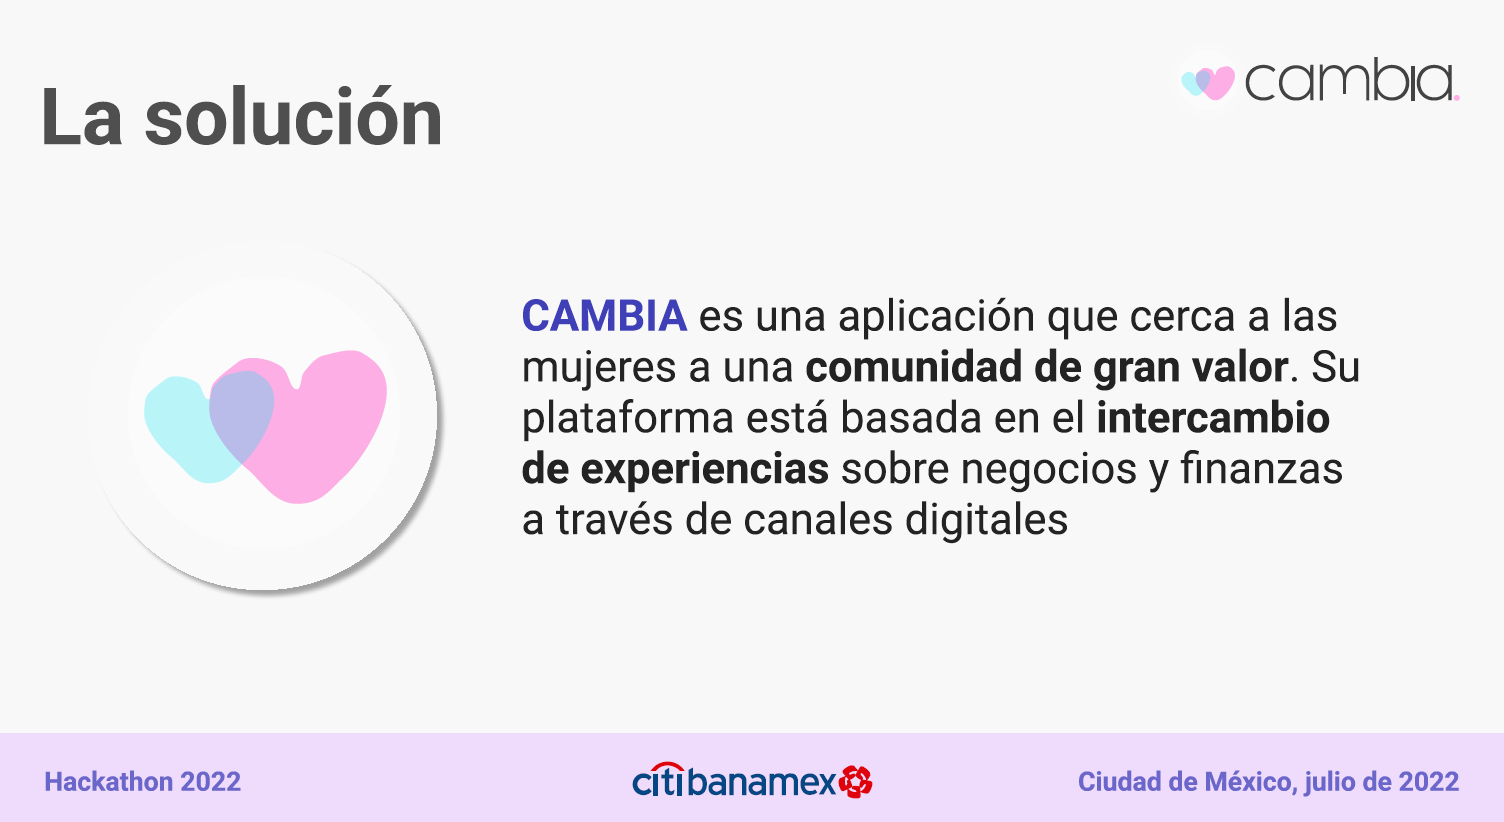 La solución
cambia.
CAMBIA es una aplicación que cerca a las
mujeres a una comunidad de gran valor. Su
plataforma está basada en el intercambio
de experiencias sobre negocios y finanzas
a través de canales digitales
Hackathon 2022
citibanamex
Ciudad de México, julio de 2022